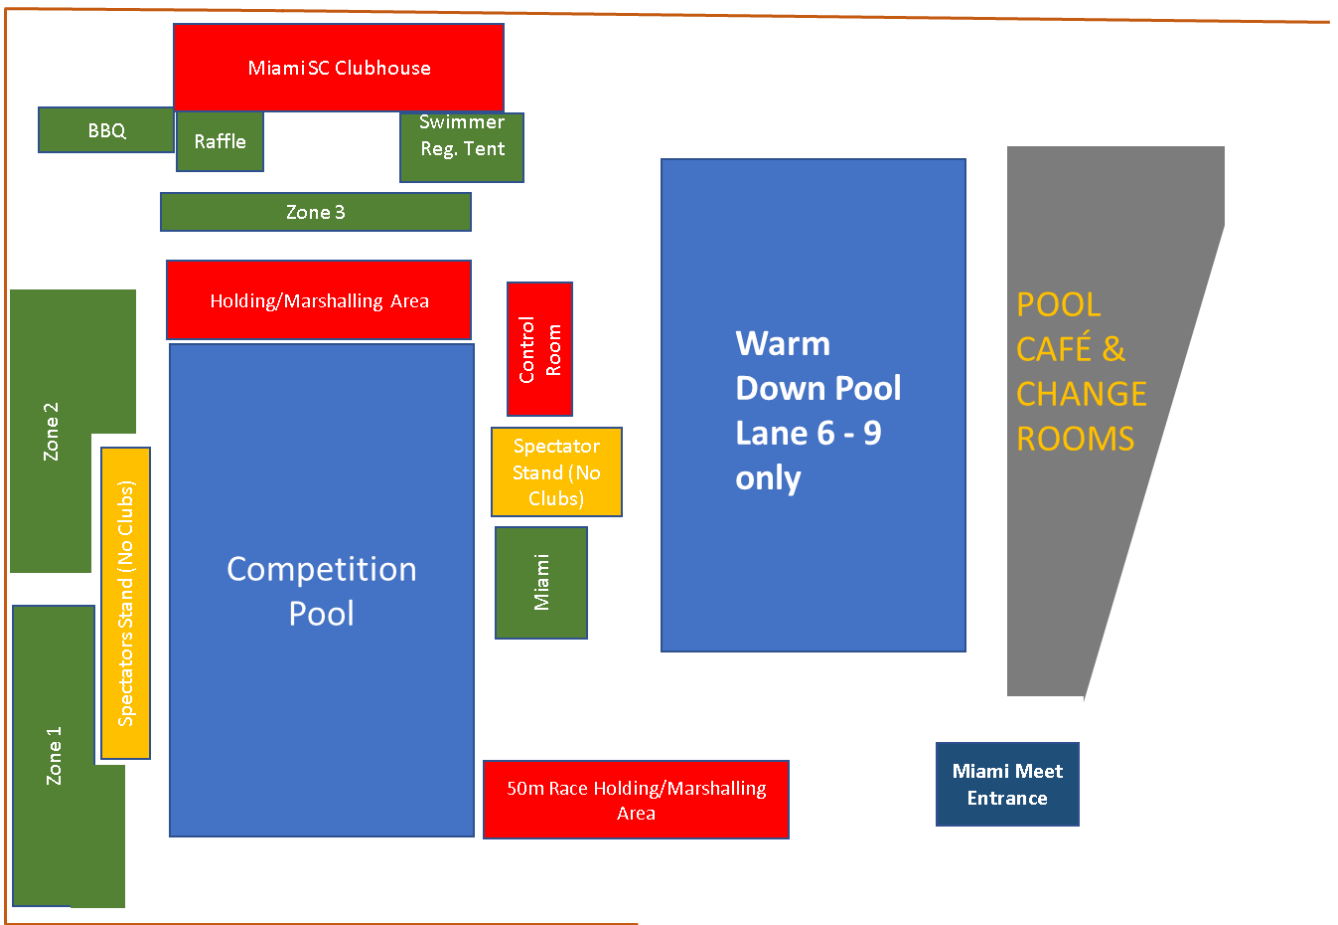 Miami SC Clubhouse
BBQ
Raffle
Swimmer
Reg. Tent
Zone 3
Holding/Marshalling Area
Control
Room
Zone 2
Spectator
Stand (No
Clubs)
Spectators Stand (No Clubs)
Competition
Pool
Miami
Warm
Down Pool
Lane 6 - 9
only
POOL
CAFÉ &
CHANGE
ROOMS
Zone 1
50m Race Holding/Marshalling
Area
Miami Meet
Entrance